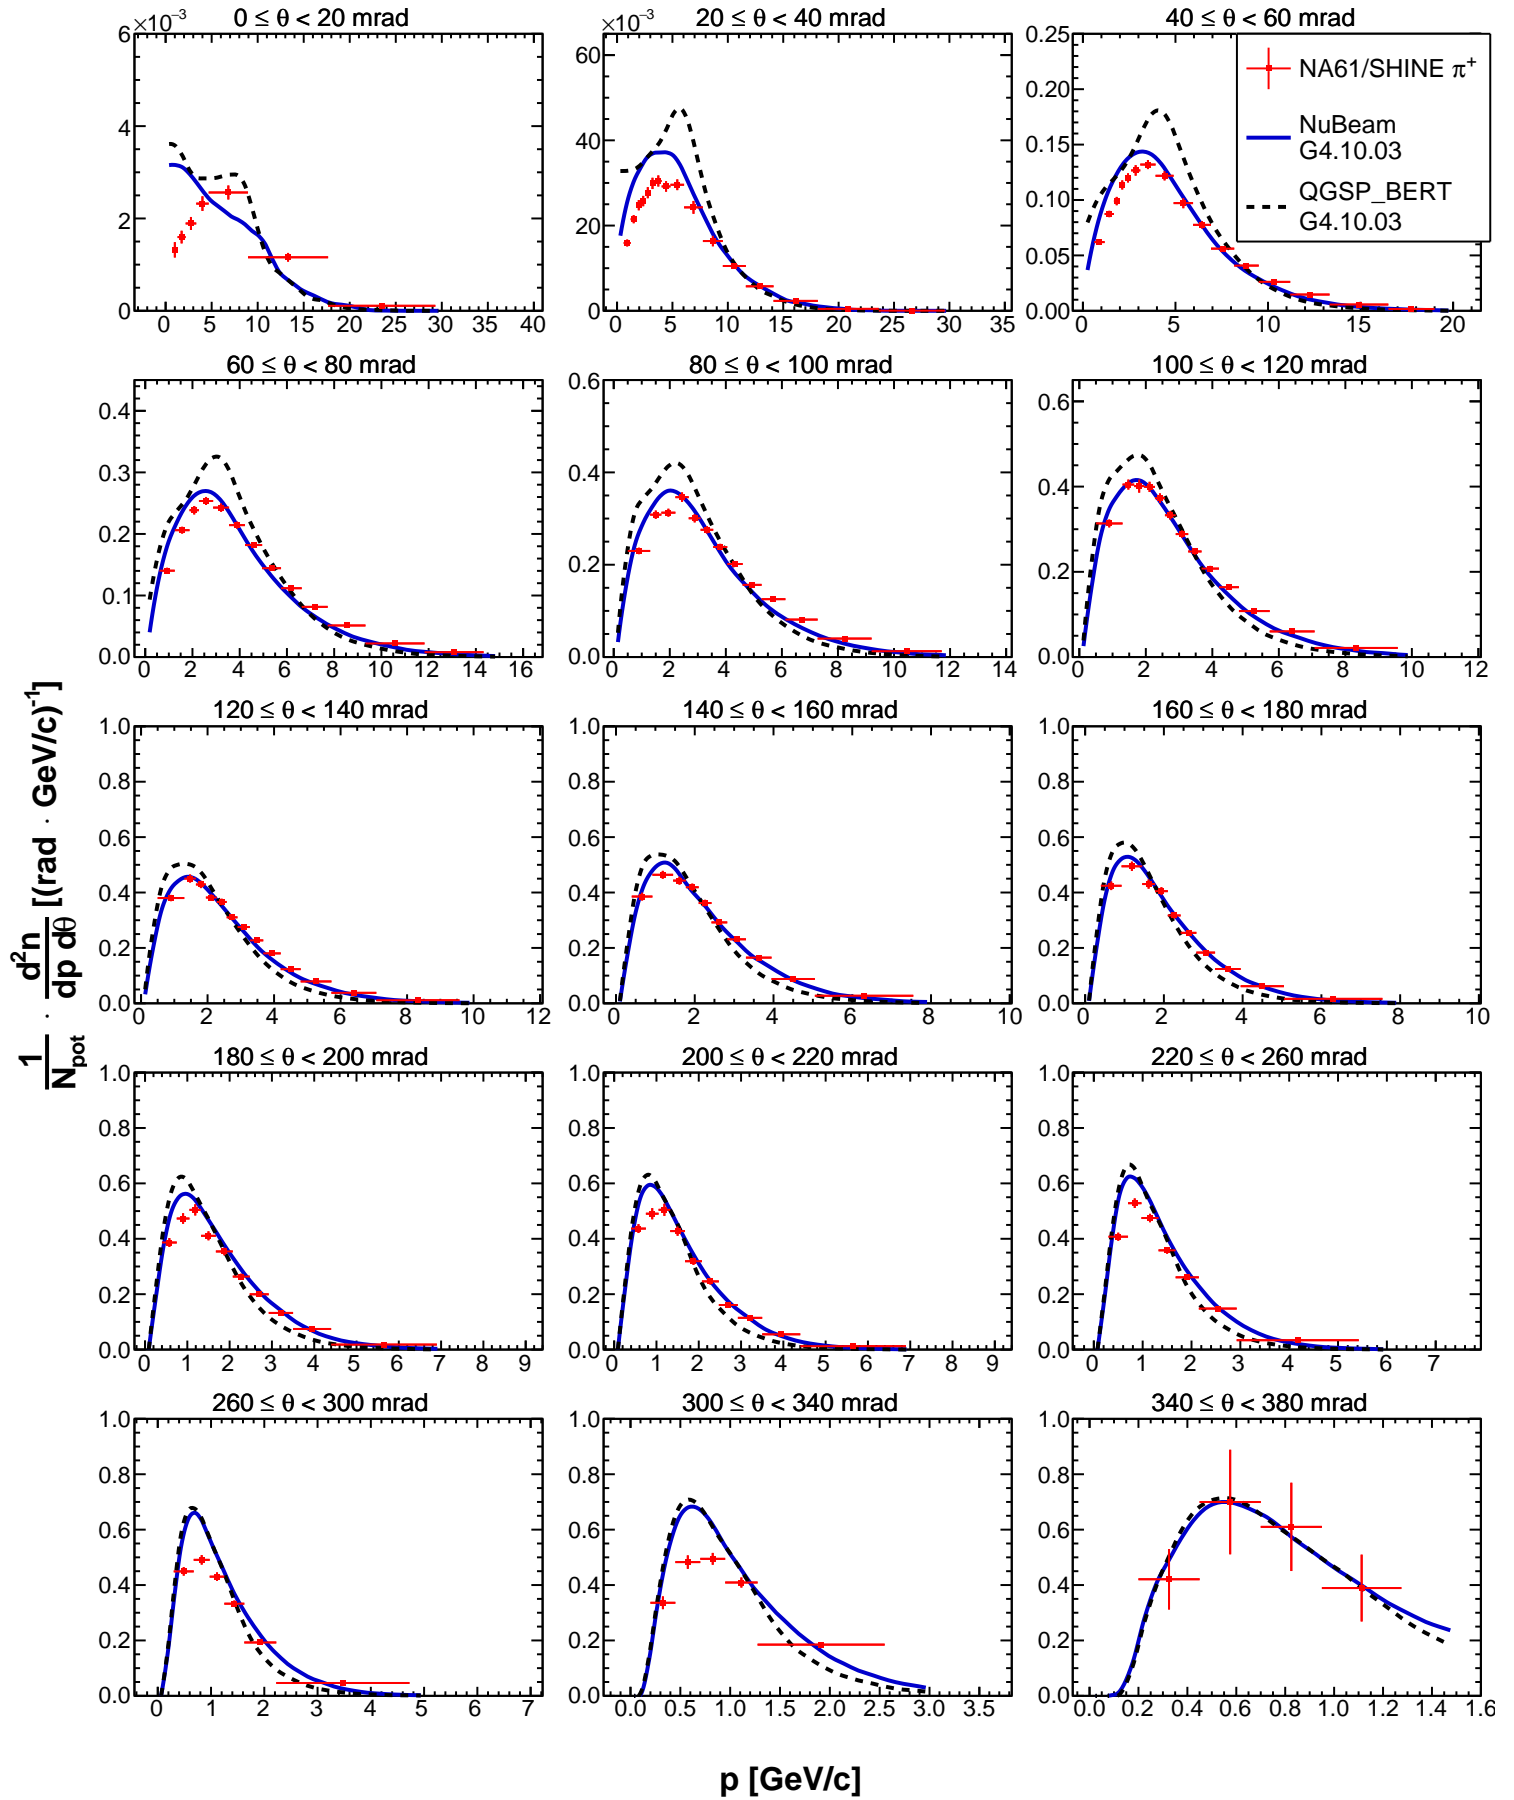 0 ≤ θ < 20 mrad
×10⁻³
6
4
2
0
0 5 10 15 20 25 30 35 40
20 ≤ θ < 40 mrad
×10⁻³
60
40
20
0
0 5 10 15 20 25 30 35
40 ≤ θ < 60 mrad
0.25
0.20
0.15
0.10
0.05
0.00
0 5 10 15 20
NA61/SHINE π⁺
NuBeam
G4.10.03
QGSP_BERT
G4.10.03
60 ≤ θ < 80 mrad
0.4
0.3
0.2
0.1
0.0
0 2 4 6 8 10 12 14 16
80 ≤ θ < 100 mrad
0.6
0.4
0.2
0.0
0 2 4 6 8 10 12 14
100 ≤ θ < 120 mrad
0.6
0.4
0.2
0.0
0 2 4 6 8 10 12
120 ≤ θ < 140 mrad
1.0
0.8
0.6
0.4
0.2
0.0
0 2 4 6 8 10 12
140 ≤ θ < 160 mrad
1.0
0.8
0.6
0.4
0.2
0.0
0 2 4 6 8 10
160 ≤ θ < 180 mrad
1.0
0.8
0.6
0.4
0.2
0.0
0 2 4 6 8 10
180 ≤ θ < 200 mrad
1.0
0.8
0.6
0.4
0.2
0.0
0 1 2 3 4 5 6 7 8 9
200 ≤ θ < 220 mrad
1.0
0.8
0.6
0.4
0.2
0.0
0 1 2 3 4 5 6 7 8 9
220 ≤ θ < 260 mrad
1.0
0.8
0.6
0.4
0.2
0.0
0 1 2 3 4 5 6 7
260 ≤ θ < 300 mrad
1.0
0.8
0.6
0.4
0.2
0.0
0 1 2 3 4 5 6 7
300 ≤ θ < 340 mrad
1.0
0.8
0.6
0.4
0.2
0.0
0.0 0.5 1.0 1.5 2.0 2.5 3.0 3.5
340 ≤ θ < 380 mrad
1.0
0.8
0.6
0.4
0.2
0.0
0.0 0.2 0.4 0.6 0.8 1.0 1.2 1.4 1.6
1/N_pot · d²n/dp dθ [(rad · GeV/c)⁻¹]
p [GeV/c]